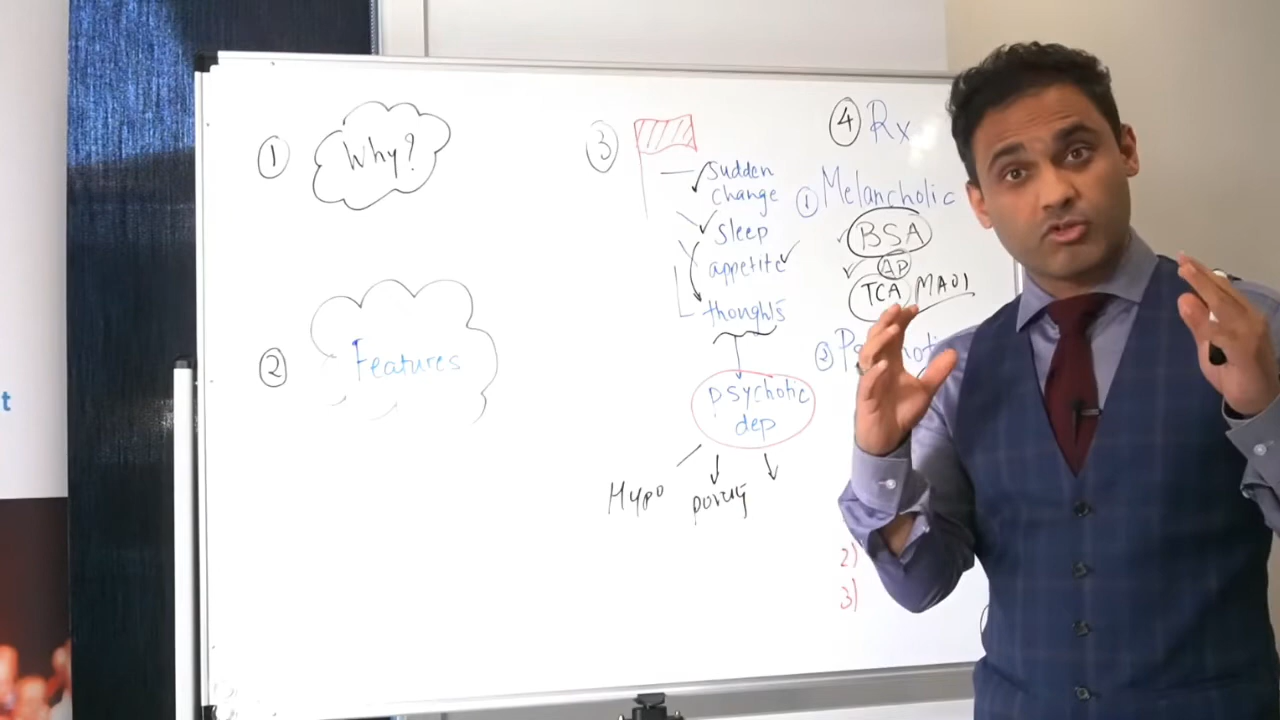 t
① Why?
② Features
③
Sudden
change
Sleep
appetite
thoughts
psychotic
dep
Hypo
poverty
④ Rx
① Melancholic
BSA
AP
TCA MAOI
②
2)
3)